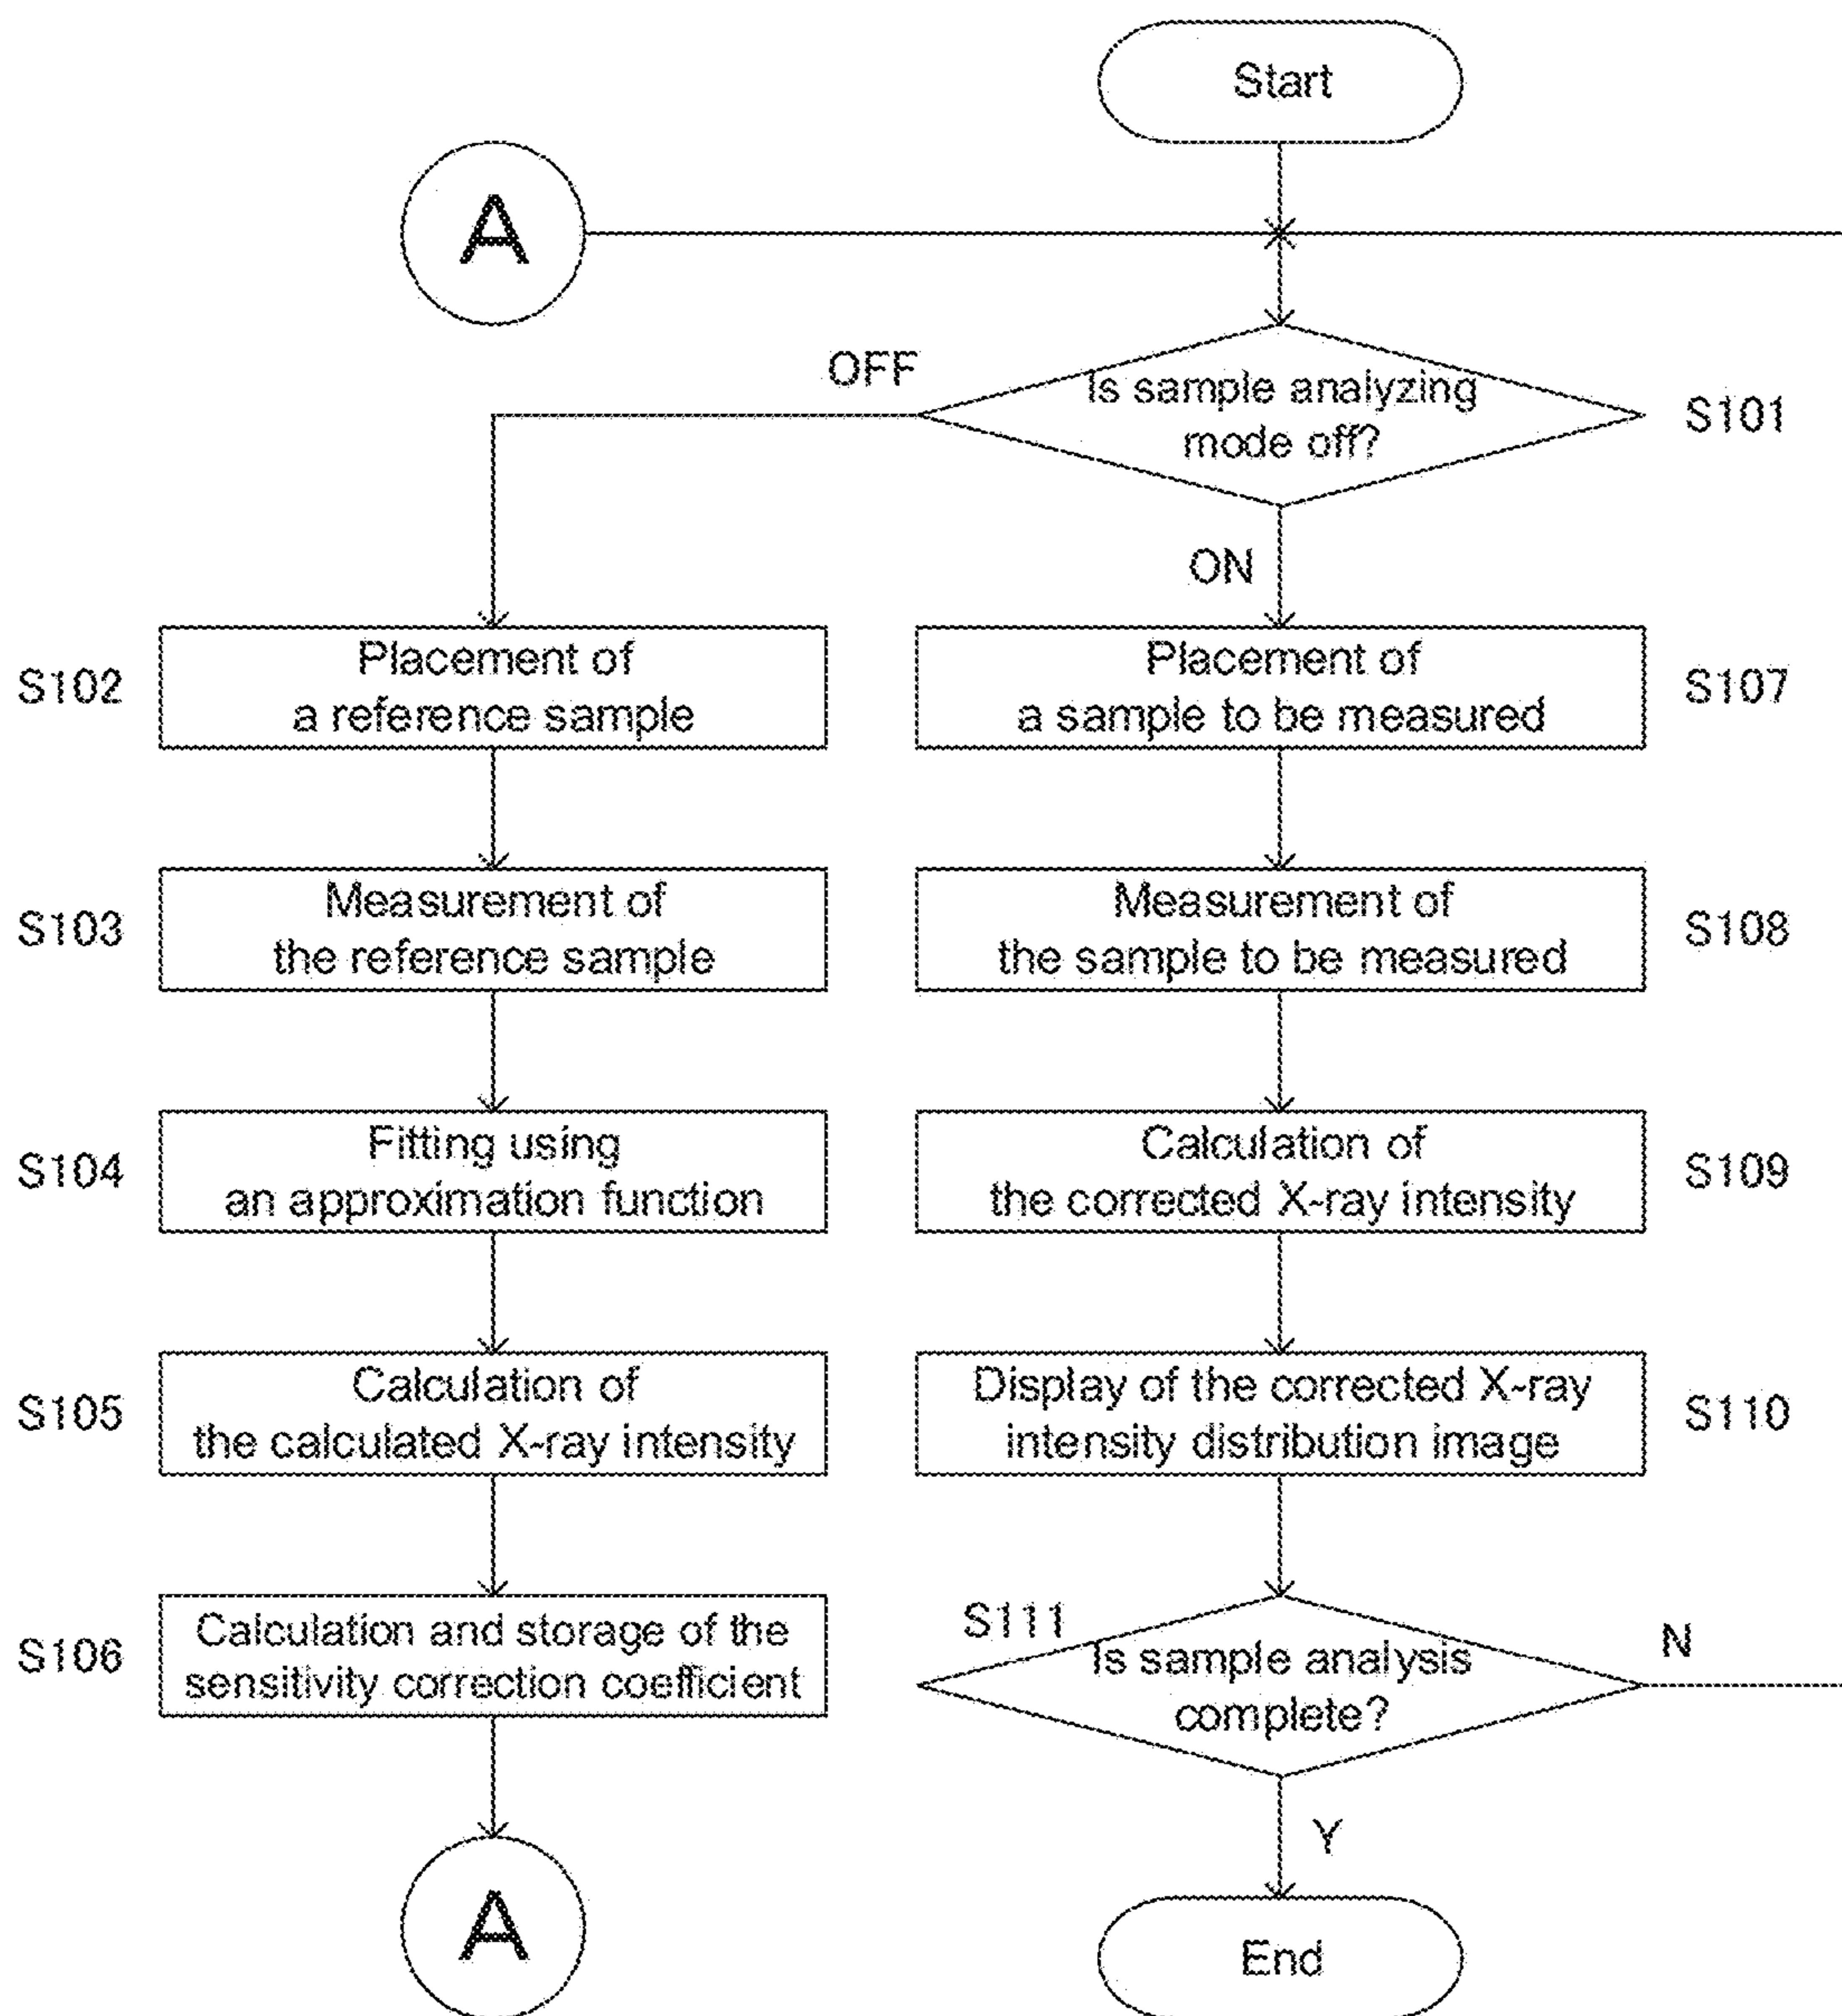 Start
A
OFF
Is sample analyzing
mode off?
S101
ON
S102
Placement of
a reference sample
Placement of
a sample to be measured
S107
S103
Measurement of
the reference sample
Measurement of
the sample to be measured
S108
S104
Fitting using
an approximation function
Calculation of
the corrected X-ray intensity
S109
S105
Calculation of
the calculated X-ray intensity
Display of the corrected X-ray
intensity distribution image
S110
S106
Calculation and storage of the
sensitivity correction coefficient
S111
Is sample analysis
complete?
N
Y
A
End